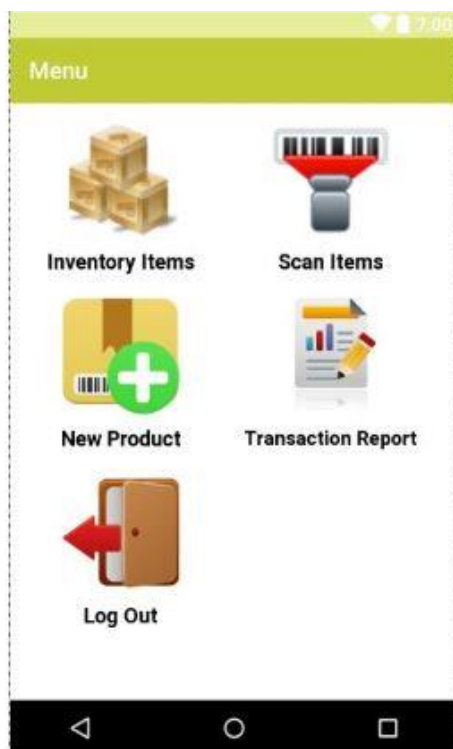 7:00
Menu
Inventory Items
Scan Items
New Product
Transaction Report
Log Out